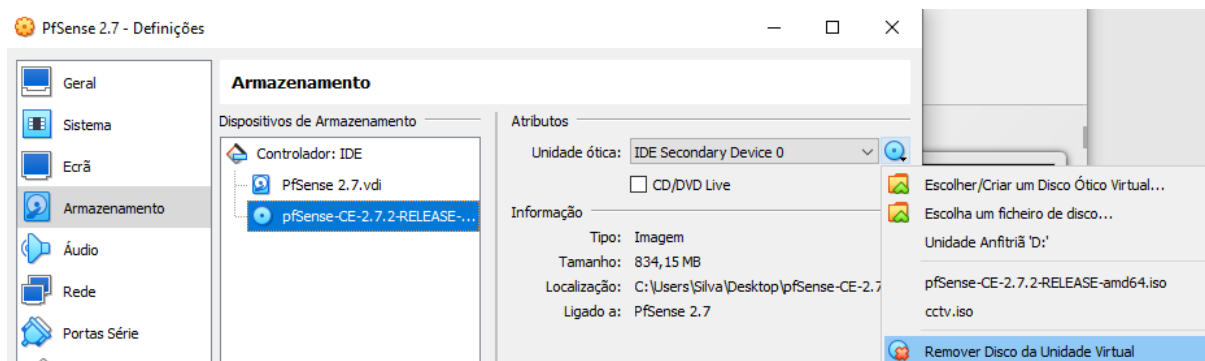 PfSense 2.7 - Definições
Geral
Sistema
Ecrã
Armazenamento
Áudio
Rede
Portas Série
Armazenamento
Dispositivos de Armazenamento
Controlador: IDE
PfSense 2.7.vdi
pfSense-CE-2.7.2-RELEASE-...
Atributos
Unidade ótica: IDE Secondary Device 0
CD/DVD Live
Informação
Tipo: Imagem
Tamanho: 834,15 MB
Localização: C:\Users\Silva\Desktop\pfSense-CE-2.7
Ligado a: PfSense 2.7
Escolher/Criar um Disco Ótico Virtual...
Escolha um ficheiro de disco...
Unidade Anfitriã 'D:'
pfSense-CE-2.7.2-RELEASE-amd64.iso
cctv.iso
Remover Disco da Unidade Virtual